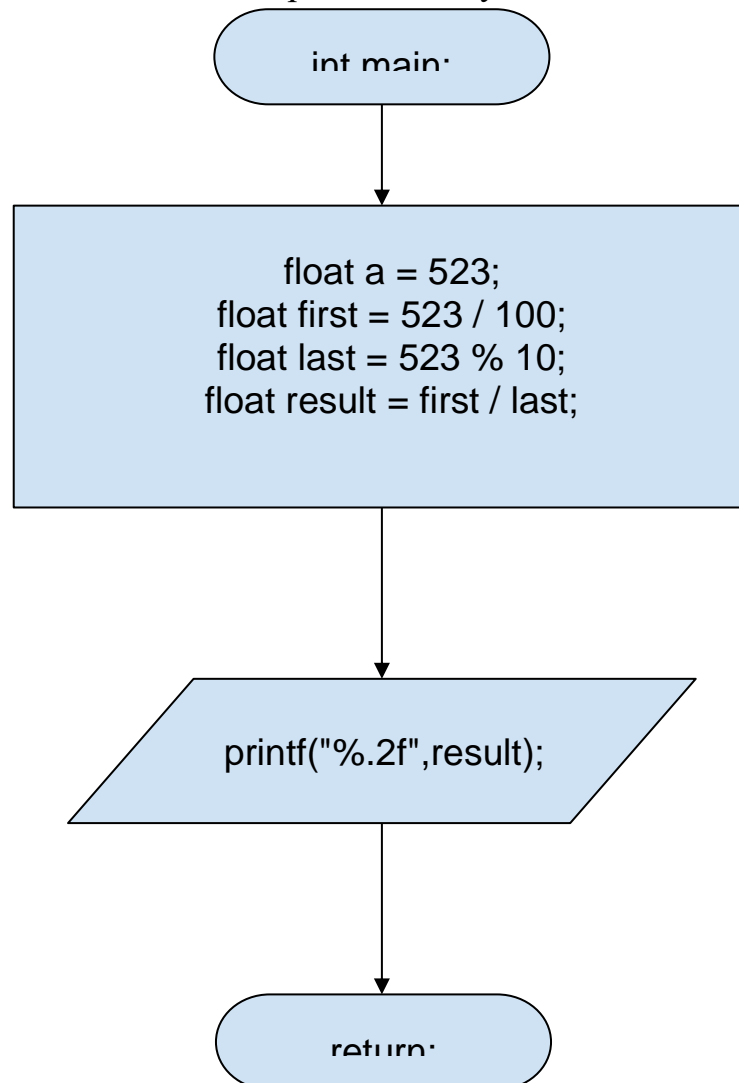 int main:
float a = 523;
float first = 523 / 100;
float last = 523 % 10;
float result = first / last;
printf("%.2f",result);
return: